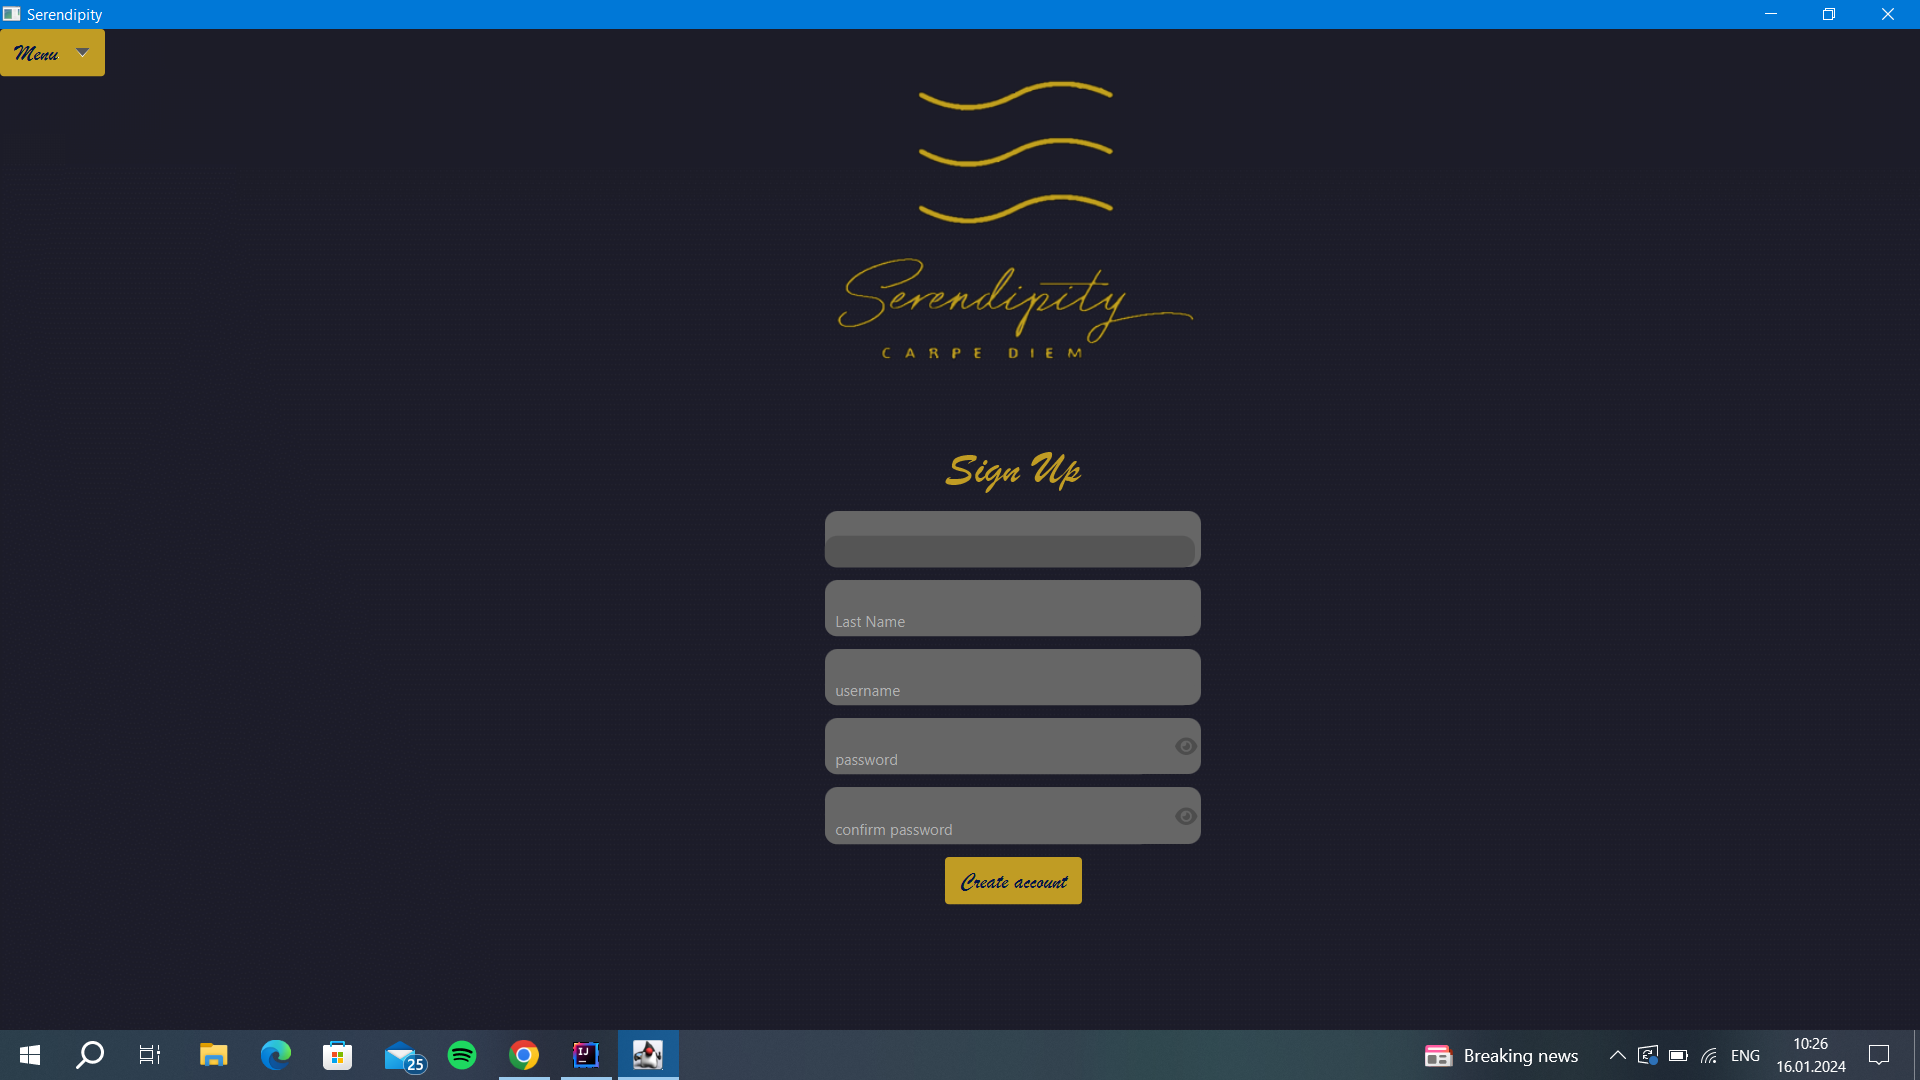 Serendipity
Menu
Serendipity
CARPE DIEM
Sign Up
Last Name
username
password
confirm password
Create account
25
IJ
Breaking news
ENG
10:26
16.01.2024